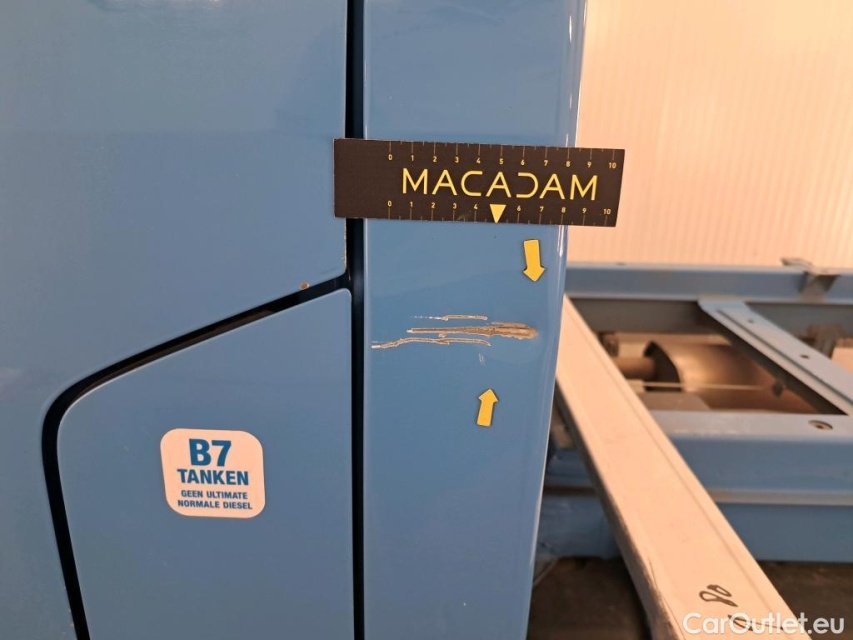 0 1 2 3 4 5 6 7 8 9 10
MACADAM
0 1 2 3 4 6 7 8 9 10
B7
TANKEN
GEEN ULTIMATE
NORMALE DIESEL
CarOutlet.eu